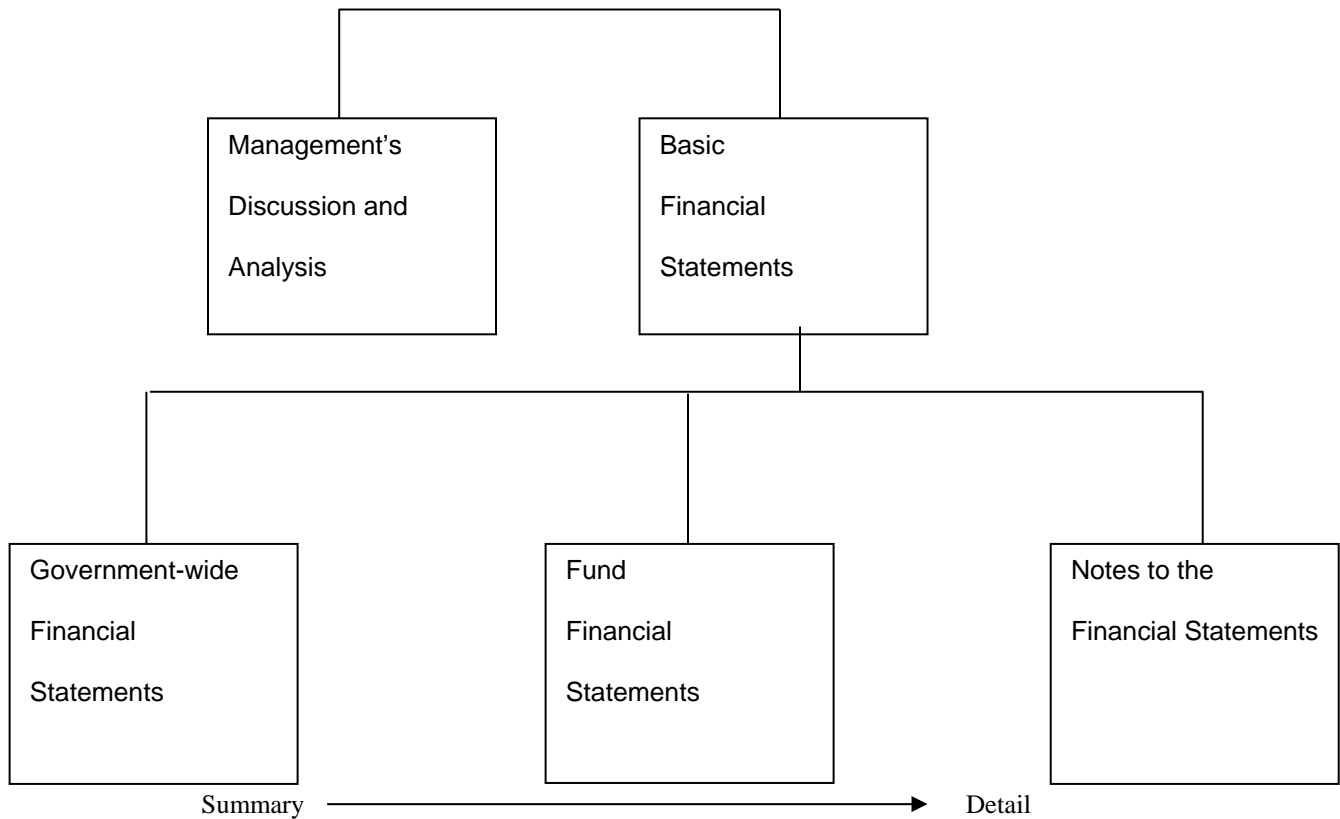 Management’s
Discussion and
Analysis
Basic
Financial
Statements
Government-wide
Financial
Statements
Fund
Financial
Statements
Notes to the
Financial Statements
Summary
Detail